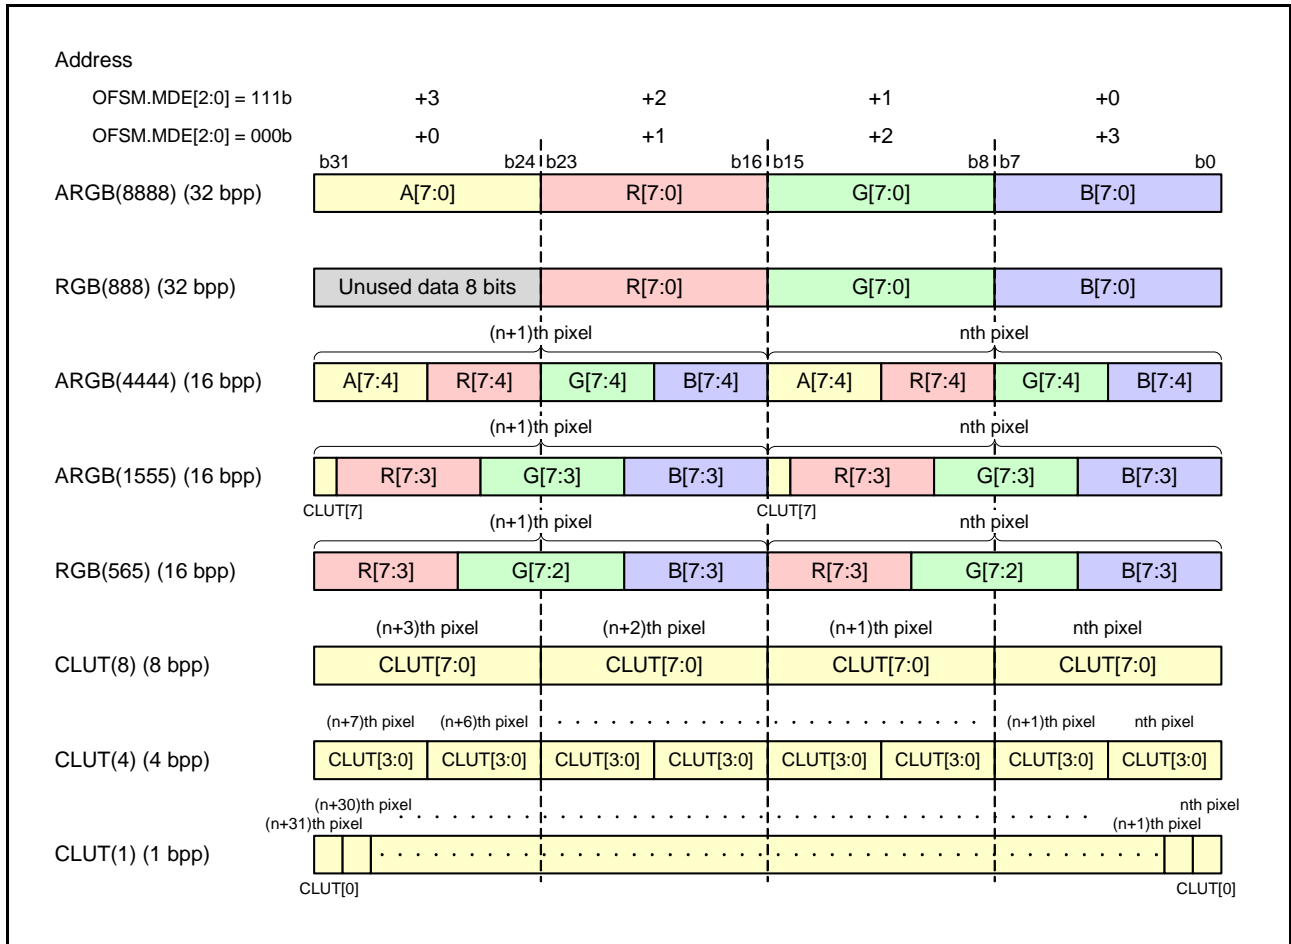 Address
OFSM.MDE[2:0] = 111b +3 +2 +1 +0
OFSM.MDE[2:0] = 000b +0 +1 +2 +3
b31 b24 b23 b16 b15 b8 b7 b0
ARGB(8888) (32 bpp) A[7:0] R[7:0] G[7:0] B[7:0]
RGB(888) (32 bpp) Unused data 8 bits R[7:0] G[7:0] B[7:0]
(n+1)th pixel nth pixel
ARGB(4444) (16 bpp) A[7:4] R[7:4] G[7:4] B[7:4] A[7:4] R[7:4] G[7:4] B[7:4]
(n+1)th pixel nth pixel
ARGB(1555) (16 bpp) R[7:3] G[7:3] B[7:3] R[7:3] G[7:3] B[7:3]
CLUT[7] CLUT[7]
(n+1)th pixel nth pixel
RGB(565) (16 bpp) R[7:3] G[7:2] B[7:3] R[7:3] G[7:2] B[7:3]
(n+3)th pixel (n+2)th pixel (n+1)th pixel nth pixel
CLUT(8) (8 bpp) CLUT[7:0] CLUT[7:0] CLUT[7:0] CLUT[7:0]
(n+7)th pixel (n+6)th pixel (n+1)th pixel nth pixel
CLUT(4) (4 bpp) CLUT[3:0] CLUT[3:0] CLUT[3:0] CLUT[3:0] CLUT[3:0] CLUT[3:0] CLUT[3:0] CLUT[3:0]
(n+30)th pixel nth pixel
(n+31)th pixel (n+1)th pixel
CLUT(1) (1 bpp)
CLUT[0] CLUT[0]